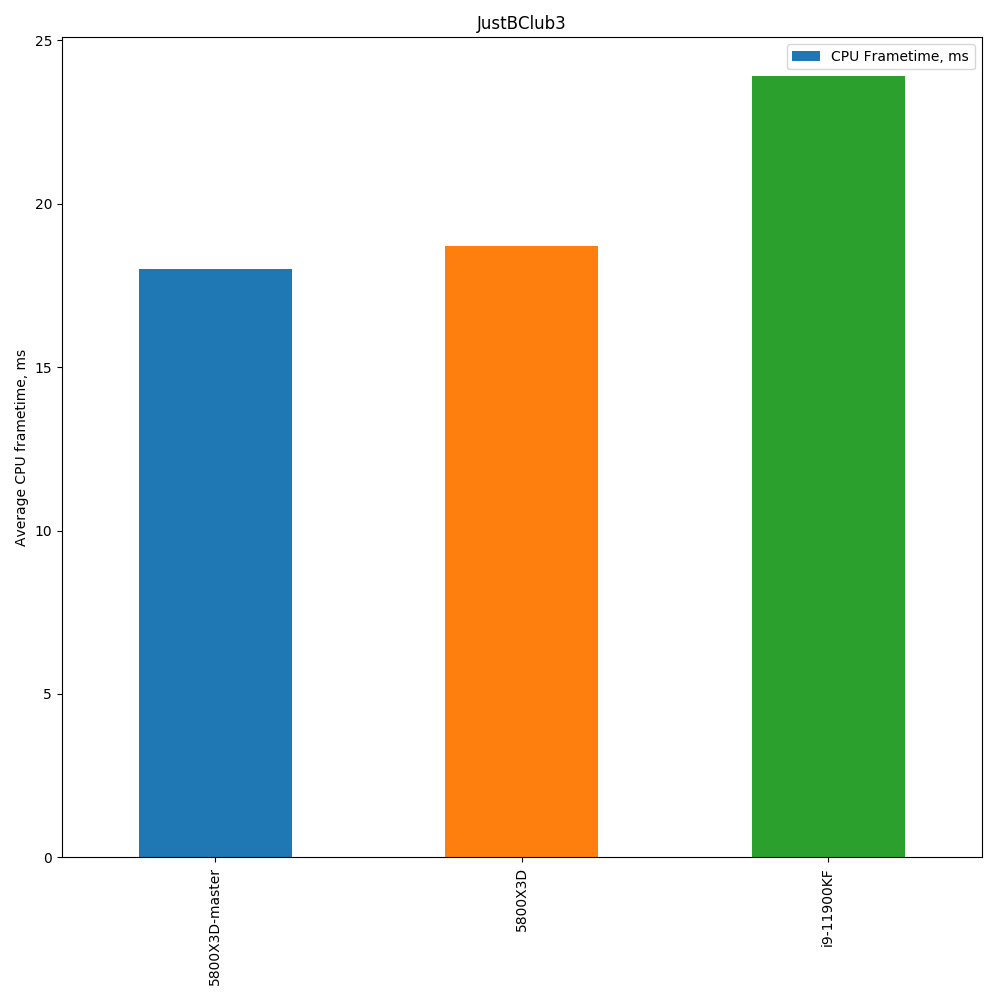 JustBClub3
CPU Frametime, ms
Average CPU frametime, ms
25
20
15
10
5
0
5800X3D-master
5800X3D
i9-11900KF